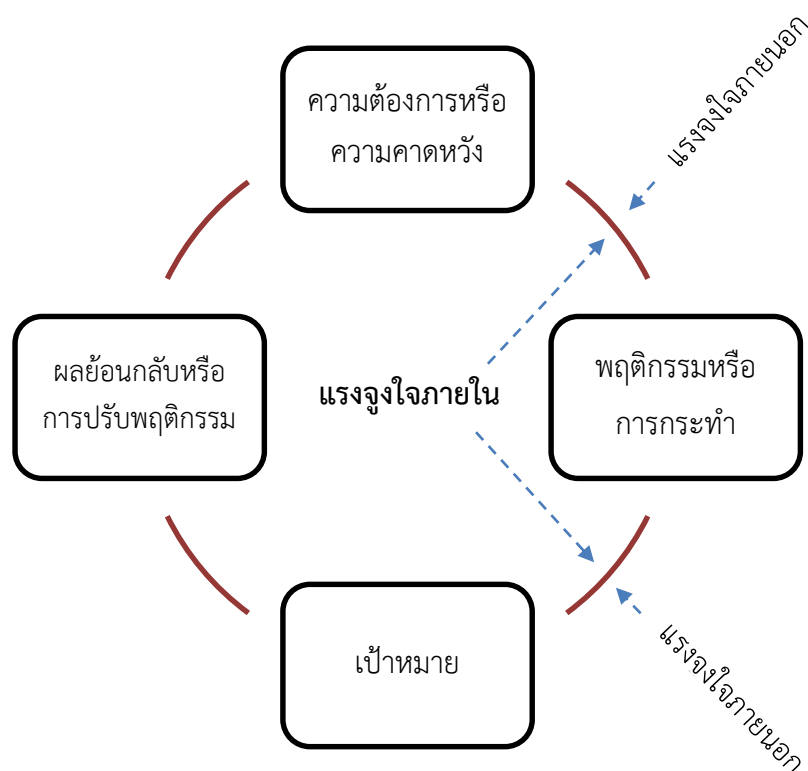 ความต้องการหรือ
ความคาดหวัง
แรงจงใจภายนอก
ผลย้อนกลับหรือ
การปรับพฤติกรรม
แรงจูงใจภายใน
พฤติกรรมหรือ
การกระทำ
เป้าหมาย
แรงจงใจภายนอก